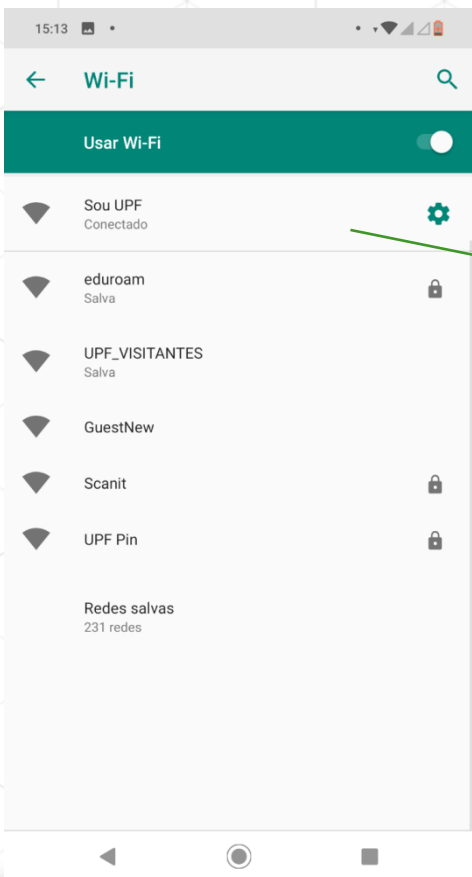 15:13
Wi-Fi
Usar Wi-Fi
Sou UPF
Conectado
eduroam
Salva
UPF_VISITANTES
Salva
GuestNew
Scanit
UPF Pin
Redes salvas
231 redes